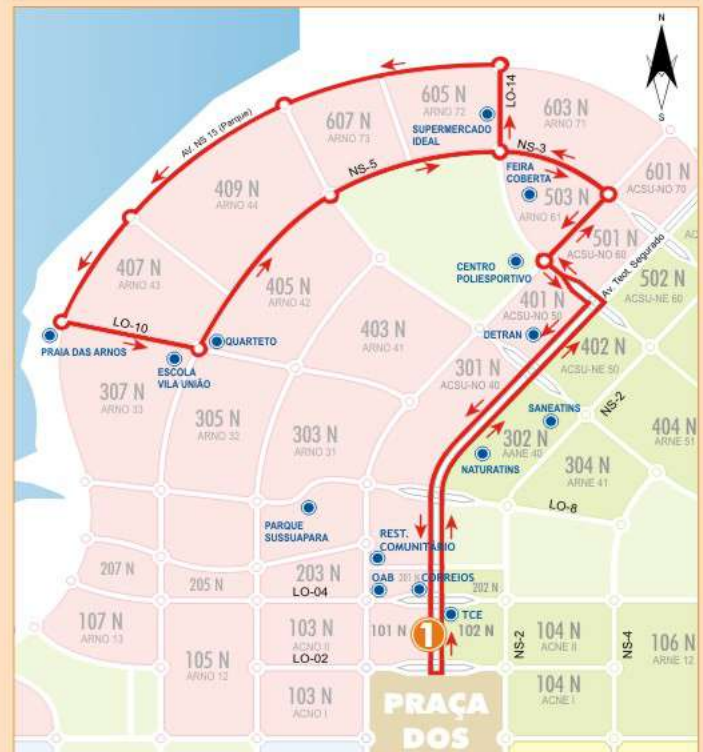 N
S
605 N
ARNO 72
LO-14
603 N
ARNO 71
607 N
ARNO 73
SUPERMERCADO
IDEAL
AV. NS 15 (Parque)
NS-3
601 N
ACSU-NO 70
409 N
ARNO 44
NS-5
FEIRA
COBERTA
503 N
ARNO 61
501 N
ACSU-NO 60
Av. Teot. Segurado
502 N
ACSU-NE 60
407 N
ARNO 43
405 N
ARNO 42
CENTRO
POLIESPORTIVO
401 N
ACSU-NO 50
LO-10
403 N
ARNO 41
DETRAN
402 N
ACSU-NE 50
PRAIA DAS ARNOS
QUARTETO
ESCOLA
VILA UNIÃO
301 N
ACSU-NO 40
307 N
ARNO 33
305 N
ARNO 32
303 N
ARNO 31
SANEATINS
NS-2
404 N
ARNE 51
302 N
AANE 40
NATURATINS
304 N
ARNE 41
LO-8
PARQUE
SUSSUAPARA
REST.
COMUNITÁRIO
207 N
205 N
203 N
LO-04
OAB
201 N
CORREIOS
202 N
107 N
ARNO 13
103 N
ACNO II
101 N
1
TCE
102 N
NS-2
104 N
ACNE II
NS-4
106 N
ARNE 12
105 N
ARNO 12
LO-02
103 N
ACNO I
104 N
ACNE I
PRAÇA
DOS